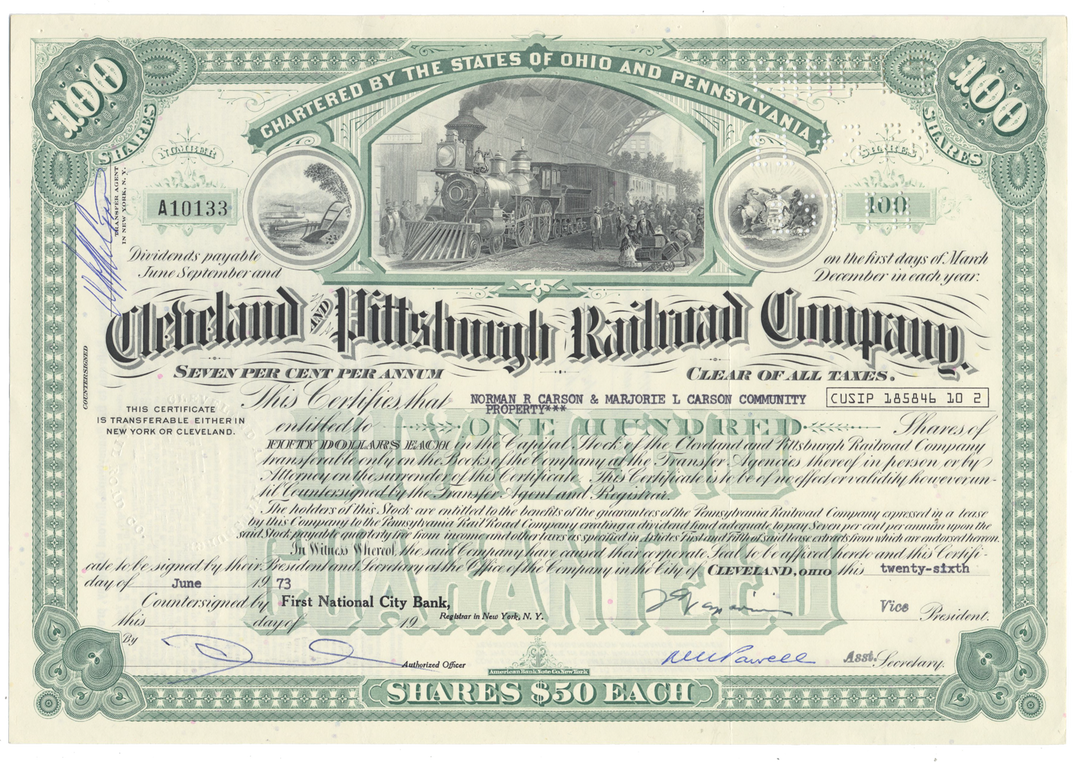 100 SHARES
CHARTERED BY THE STATES OF OHIO AND PENNSYLVANIA
100 SHARES
NUMBER
SHARES
A10133
100
TRANSFER AGENT
IN NEW YORK, N. Y.
COUNTERSIGNED
Dividends payable on the first days of March
June September and December in each year.
Cleveland AND Pittsburgh Railroad Company.
SEVEN PER CENT PER ANNUM CLEAR OF ALL TAXES.
THIS CERTIFICATE
IS TRANSFERABLE EITHER IN
NEW YORK OR CLEVELAND.
This Certifies that NORMAN R CARSON & MARJORIE L CARSON COMMUNITY
PROPERTY***
CUSIP 185846 10 2
entitled to ONE HUNDRED Shares of
FIFTY DOLLARS EACH in the Capital Stock of the Cleveland and Pittsburgh Railroad Company
transferable only on the Books of the Company at the Transfer Agencies thereof in person or by
Attorney on the surrender of this Certificate. This Certificate is to be of no effect or validity however un-
til Countersigned by the Transfer Agent and Registrar.
The holders of this Stock are entitled to the benefits of the guarantees of the Pennsylvania Railroad Company expressed in a lease
by this Company to the Pennsylvania Rail Road Company creating a dividend fund adequate to pay Seven per cent per annum upon the
said Stock payable quarterly free from income and other taxes as specified in Articles First and Fifth of said lease extracts from which are endorsed hereon.
In Witness Whereof, the said Company have caused their corporate Seal to be affixed hereto and this Certifi-
cate to be signed by their President and Secretary at the Office of the Company in the City of CLEVELAND, OHIO this twenty-sixth
day of June 1973
Countersigned by First National City Bank,
Registrar in New York, N. Y.
this day of 19
Vice President.
By
Authorized Officer
Asst. Secretary.
American Bank Note Co. New York
SHARES $50 EACH
GUARANTEED